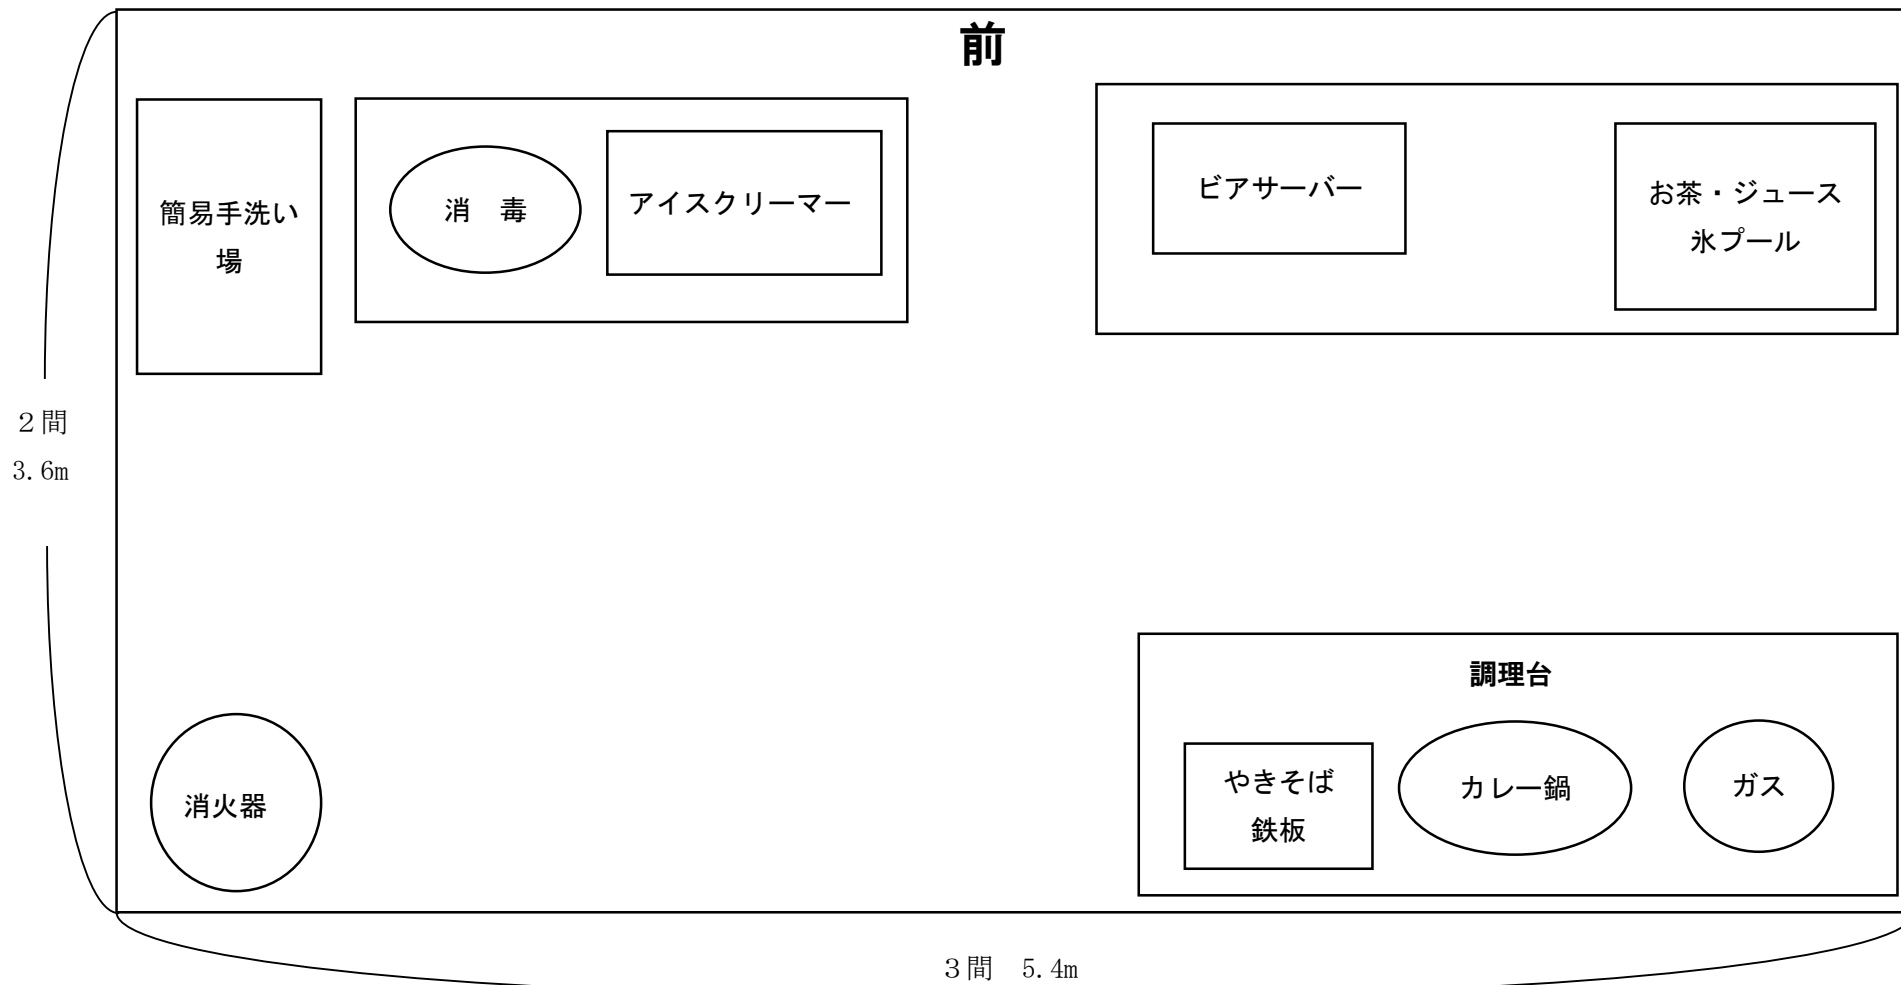 前
簡易手洗い
場
消　毒
アイスクリーマー
ビアサーバー
お茶・ジュース
氷プール
２間
3.6m
調理台
やきそば
鉄板
カレー鍋
ガス
消火器
３間　5.4m